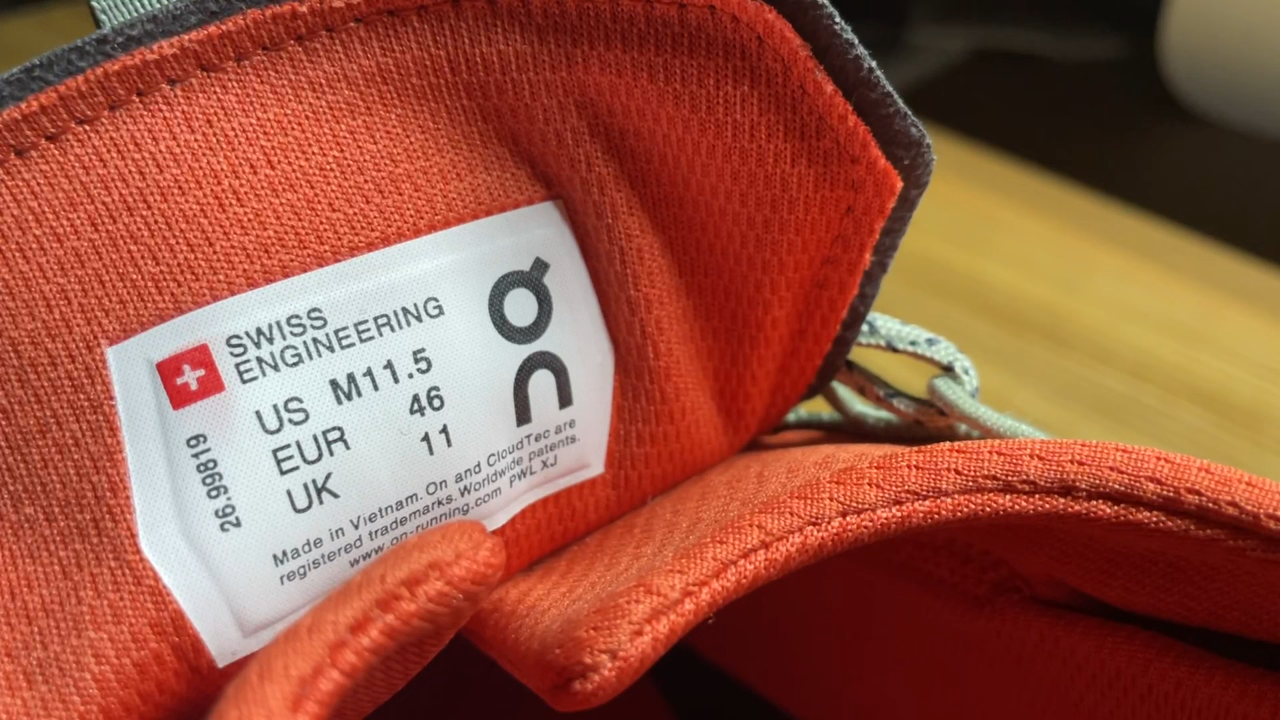 SWISS
ENGINEERING
US M11.5
EUR 46
UK 11
26.99819
on
Made in Vietnam. On and CloudTec are
registered trademarks. Worldwide patents.
www.on-running.com PWL XJ